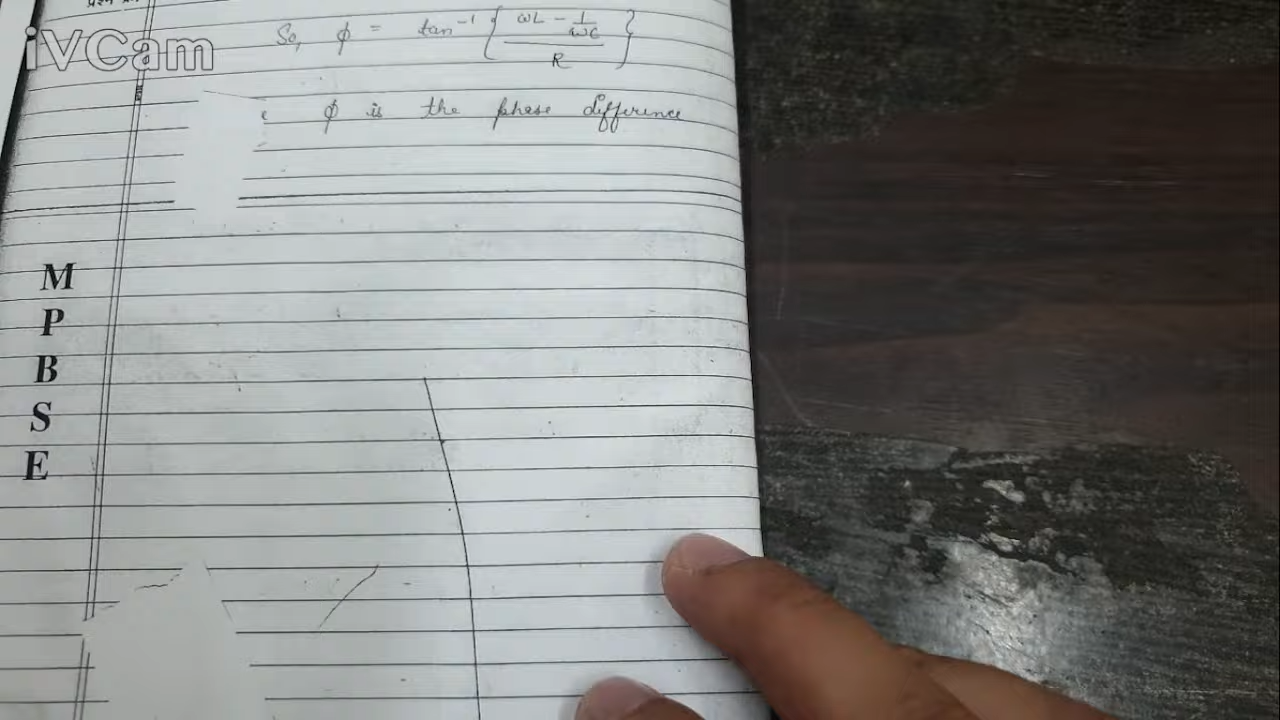 iVCam
So, ϕ = tan⁻¹ { (ωL - 1/ωC) / R }
ϕ is the phase difference
M
P
B
S
E